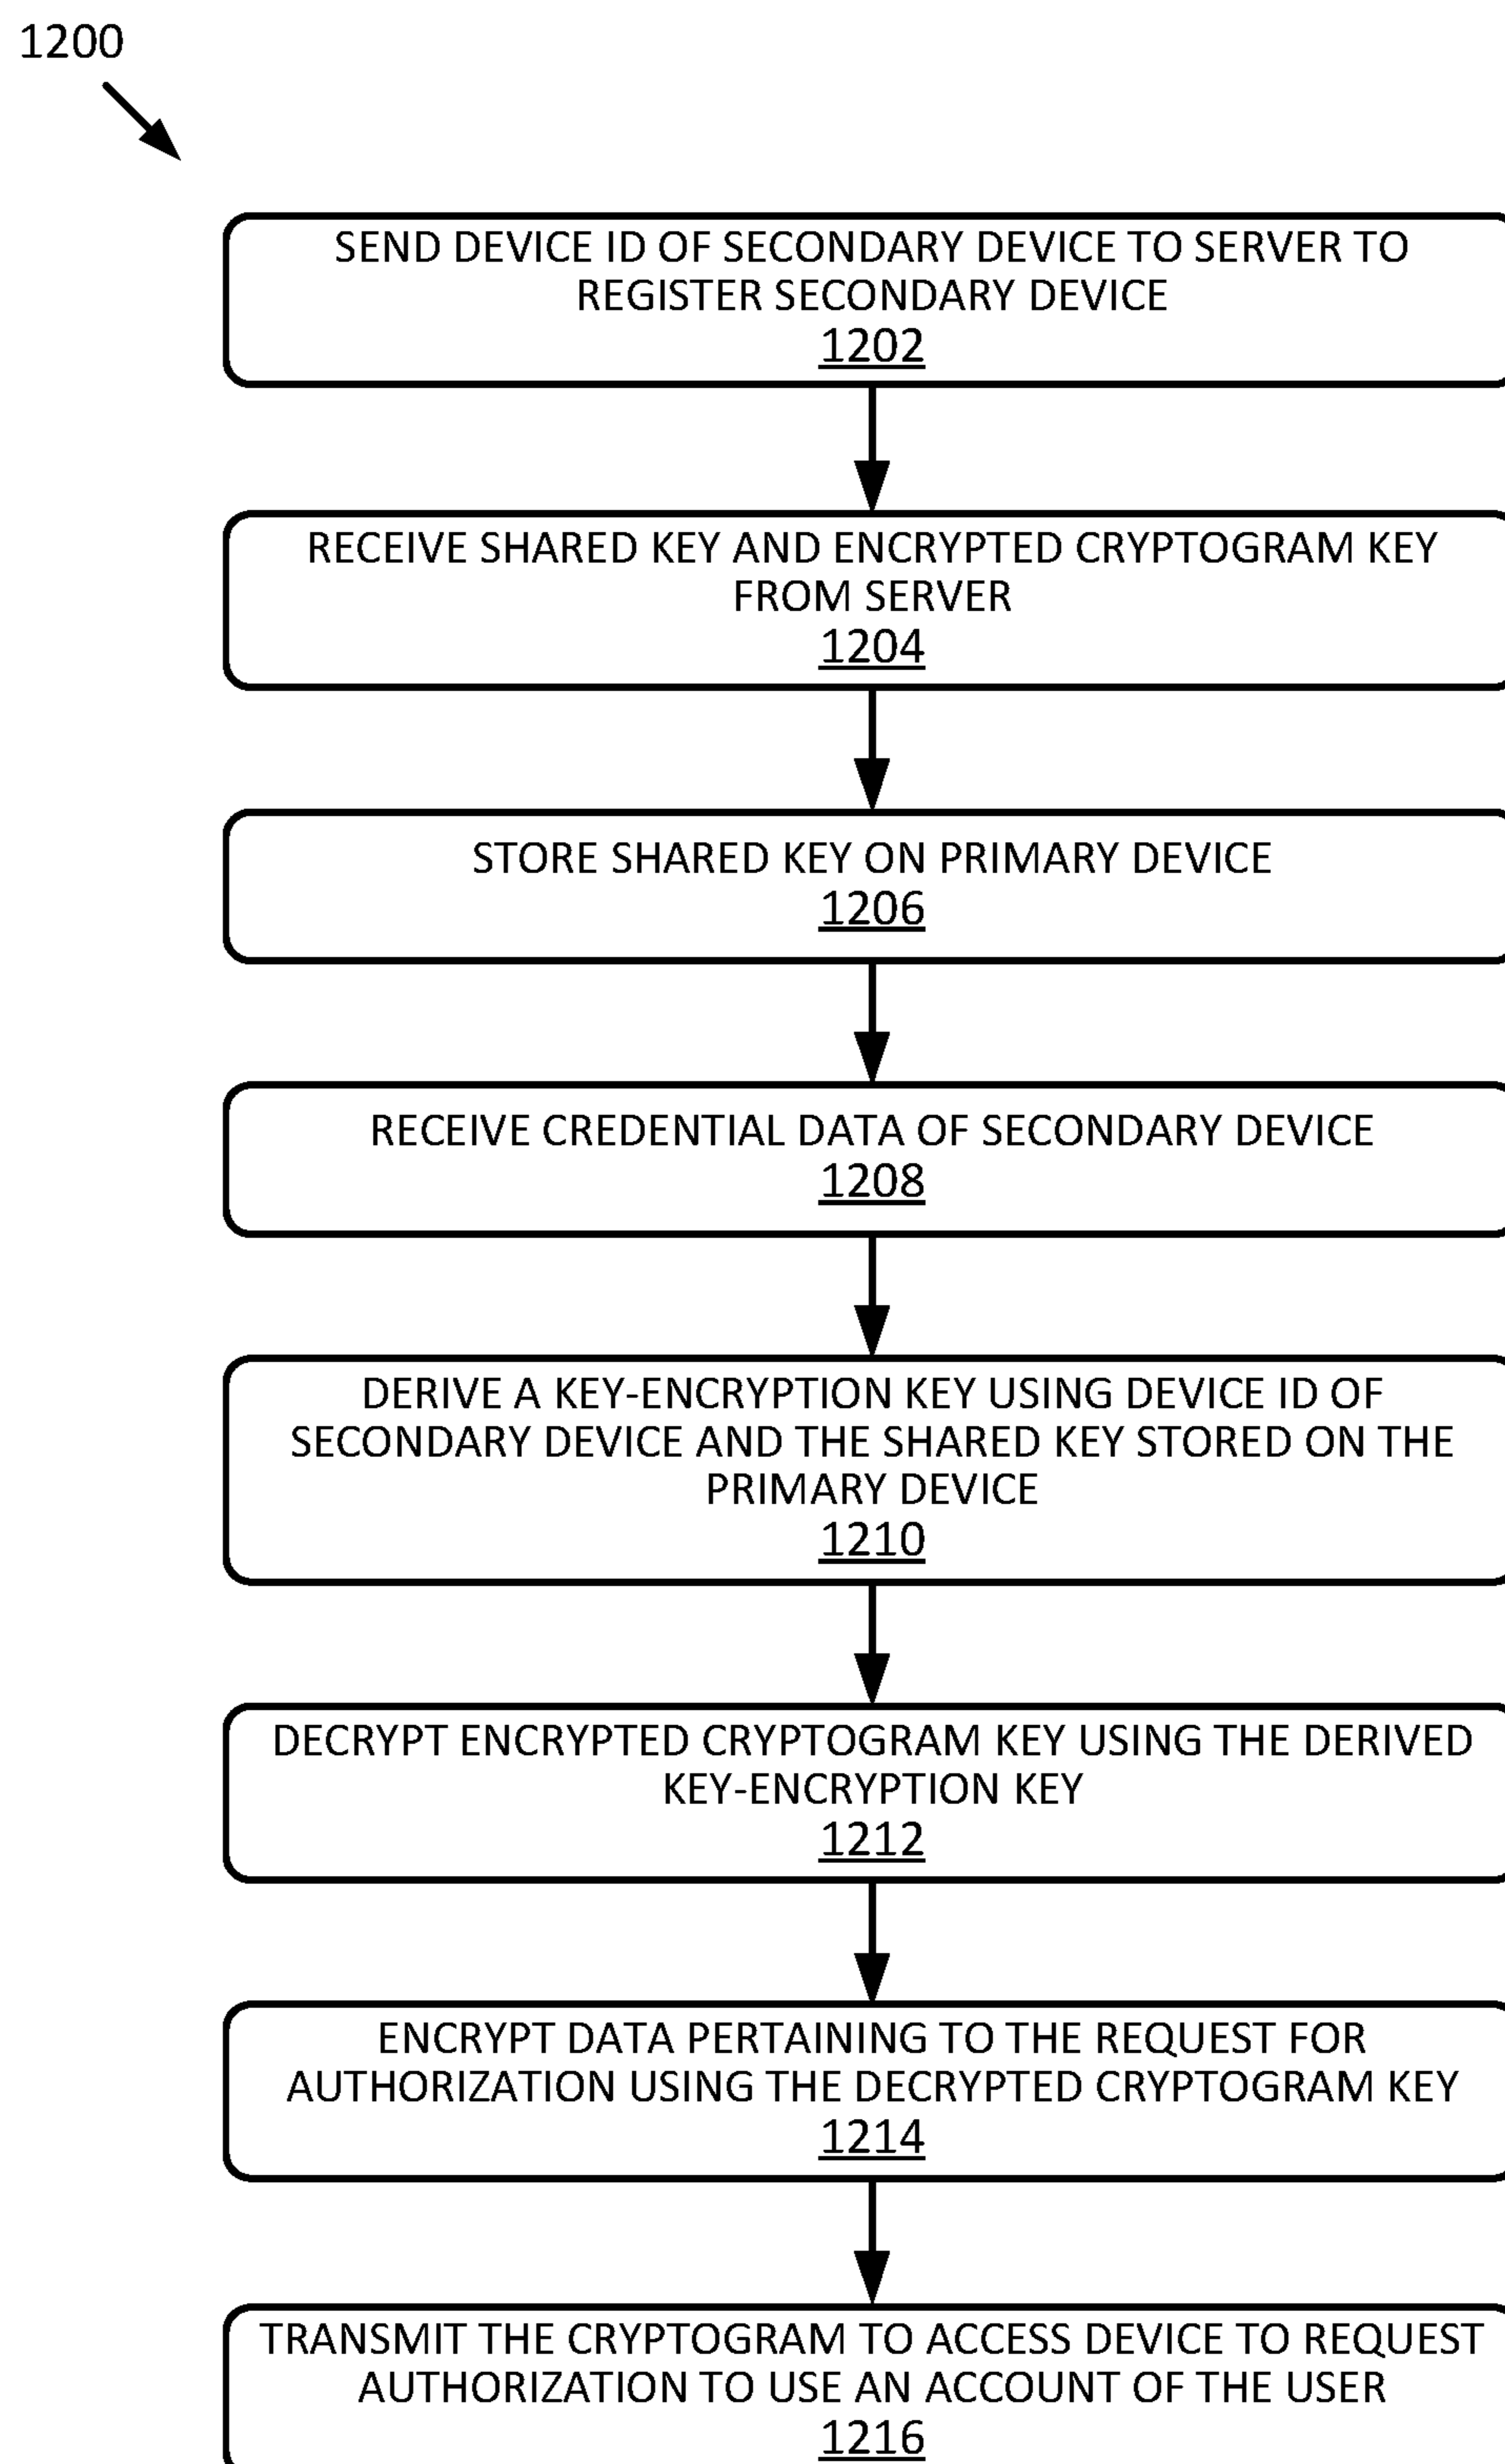 1200
SEND DEVICE ID OF SECONDARY DEVICE TO SERVER TO
REGISTER SECONDARY DEVICE
1202
RECEIVE SHARED KEY AND ENCRYPTED CRYPTOGRAM KEY
FROM SERVER
1204
STORE SHARED KEY ON PRIMARY DEVICE
1206
RECEIVE CREDENTIAL DATA OF SECONDARY DEVICE
1208
DERIVE A KEY-ENCRYPTION KEY USING DEVICE ID OF
SECONDARY DEVICE AND THE SHARED KEY STORED ON THE
PRIMARY DEVICE
1210
DECRYPT ENCRYPTED CRYPTOGRAM KEY USING THE DERIVED
KEY-ENCRYPTION KEY
1212
ENCRYPT DATA PERTAINING TO THE REQUEST FOR
AUTHORIZATION USING THE DECRYPTED CRYPTOGRAM KEY
1214
TRANSMIT THE CRYPTOGRAM TO ACCESS DEVICE TO REQUEST
AUTHORIZATION TO USE AN ACCOUNT OF THE USER
1216